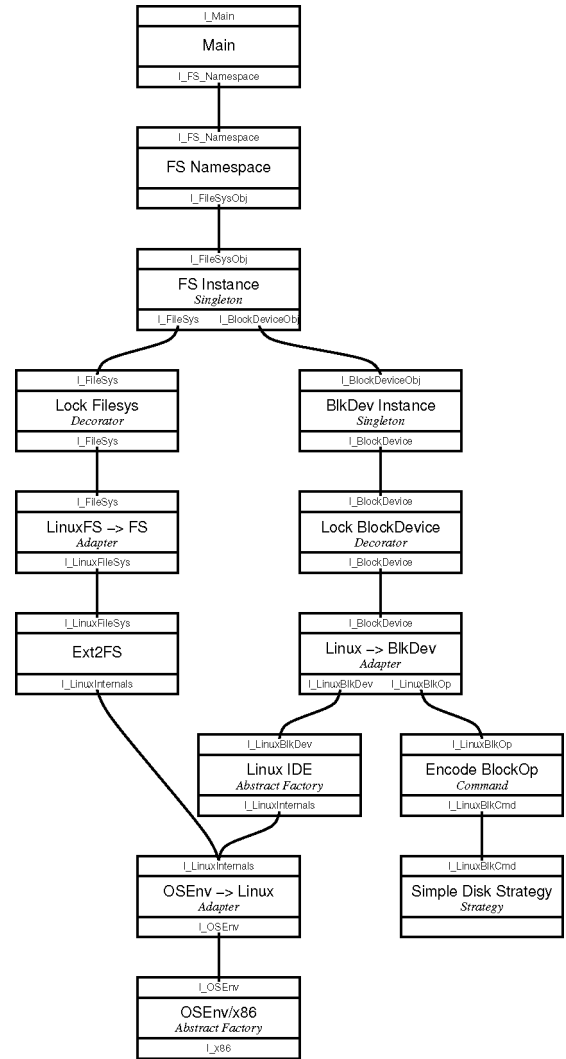 I_Main
Main
I_FS_Namespace
I_FS_Namespace
FS Namespace
I_FileSysObj
I_FileSysObj
FS Instance
Singleton
I_FileSys I_BlockDeviceObj
I_FileSys
Lock Filesys
Decorator
I_FileSys
I_BlockDeviceObj
BlkDev Instance
Singleton
I_BlockDevice
I_FileSys
LinuxFS -> FS
Adapter
I_LinuxFileSys
I_BlockDevice
Lock BlockDevice
Decorator
I_BlockDevice
I_LinuxFileSys
Ext2FS
I_LinuxInternals
I_BlockDevice
Linux -> BlkDev
Adapter
I_LinuxBlkDev I_LinuxBlkOp
I_LinuxBlkDev
Linux IDE
Abstract Factory
I_LinuxInternals
I_LinuxBlkOp
Encode BlockOp
Command
I_LinuxBlkCmd
I_LinuxInternals
OSEnv -> Linux
Adapter
I_OSEnv
I_LinuxBlkCmd
Simple Disk Strategy
Strategy
I_OSEnv
OSEnv/x86
Abstract Factory
I_x86